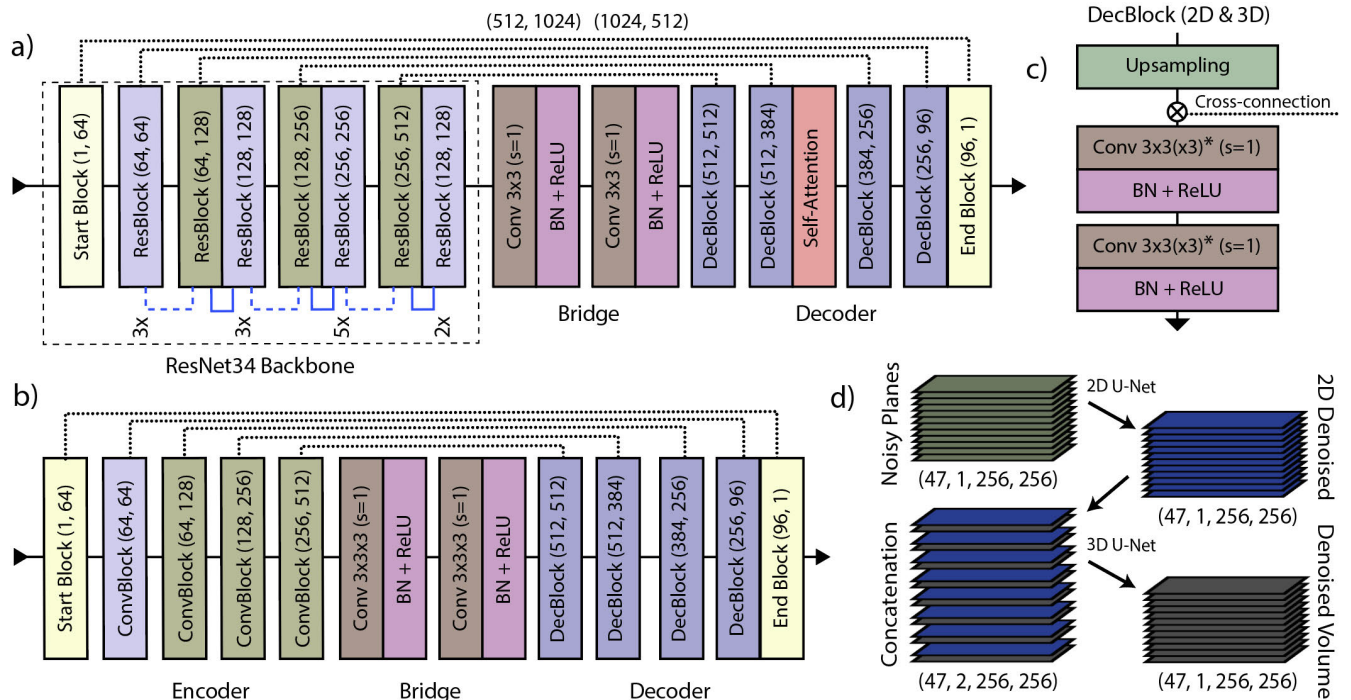 (512, 1024) (1024, 512)
a)
Start Block (1, 64)
ResBlock (64, 64)
ResBlock (64, 128)
ResBlock (128, 128)
ResBlock (128, 256)
ResBlock (256, 256)
ResBlock (256, 512)
ResBlock (128, 128)
Conv 3x3 (s=1)
BN + ReLU
Conv 3x3 (s=1)
BN + ReLU
DecBlock (512, 512)
DecBlock (512, 384)
Self-Attention
DecBlock (384, 256)
DecBlock (256, 96)
End Block (96, 1)
3x
3x
5x
2x
Bridge
Decoder
ResNet34 Backbone
b)
Start Block (1, 64)
ConvBlock (64, 64)
ConvBlock (64, 128)
ConvBlock (128, 256)
ConvBlock (256, 512)
Conv 3x3x3 (s=1)
BN + ReLU
Conv 3x3x3 (s=1)
BN + ReLU
DecBlock (512, 512)
DecBlock (512, 384)
DecBlock (384, 256)
DecBlock (256, 96)
End Block (96, 1)
Encoder
Bridge
Decoder
DecBlock (2D & 3D)
c)
Upsampling
Cross-connection
Conv 3x3(x3)* (s=1)
BN + ReLU
Conv 3x3(x3)* (s=1)
BN + ReLU
d)
Noisy Planes
2D U-Net
2D Denoised
(47, 1, 256, 256)
(47, 1, 256, 256)
Concatenation
3D U-Net
Denoised Volume
(47, 2, 256, 256)
(47, 1, 256, 256)